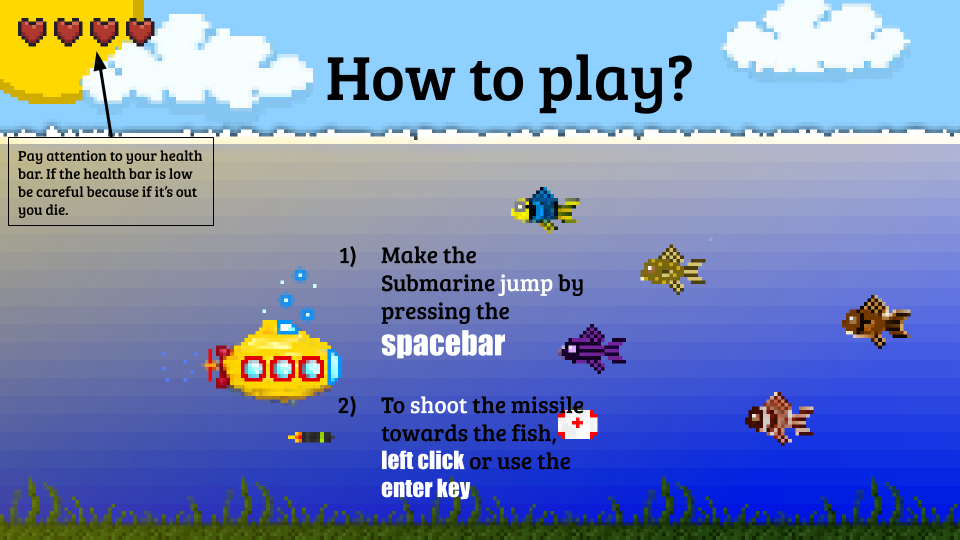 How to play?
Pay attention to your health
bar. If the health bar is low
be careful because if it's out
you die.
1) Make the
Submarine jump by
pressing the
spacebar
2) To shoot the missile
towards the fish,
left click or use the
enter key